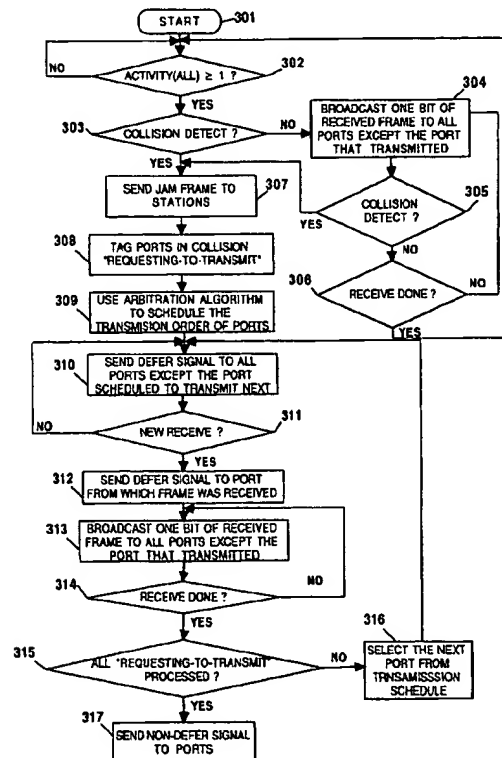 START
301
NO
ACTIVITY(ALL) ≥ 1 ?
302
YES
304
303
COLLISION DETECT ?
NO
BROADCAST ONE BIT OF
RECEIVED FRAME TO ALL
PORTS EXCEPT THE PORT
THAT TRANSMITTED
YES
SEND JAM FRAME TO
STATIONS
307
YES
COLLISION
DETECT ?
305
308
TAG PORTS IN COLLISION
"REQUESTING-TO-TRANSMIT"
NO
306
RECEIVE DONE ?
NO
309
USE ARBITRATION ALGORITHM
TO SCHEDULE THE
TRANSMISION ORDER OF PORTS
YES
310
SEND DEFER SIGNAL TO ALL
PORTS EXCEPT THE PORT
SCHEDULED TO TRANSMIT NEXT
311
NO
NEW RECEIVE ?
YES
312
SEND DEFER SIGNAL TO PORT
FROM WHICH FRAME WAS RECEIVED
313
BROADCAST ONE BIT OF RECEIVED
FRAME TO ALL PORTS EXCEPT THE
PORT THAT TRANSMITTED
NO
314
RECEIVE DONE ?
YES
316
315
ALL "REQUESTING-TO-TRANSMIT"
PROCESSED ?
NO
SELECT THE NEXT
PORT FROM
TRNSAMISSSION
SCHEDULE
YES
317
SEND NON-DEFER SIGNAL
TO PORTS